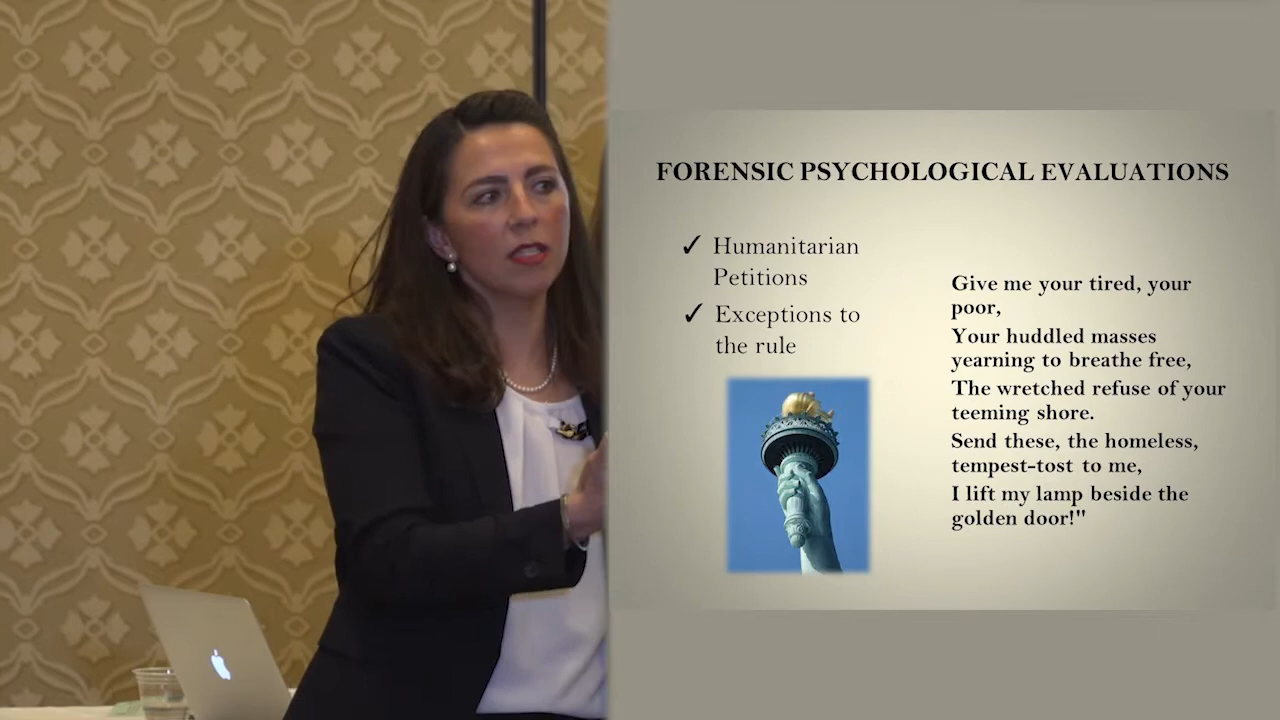 FORENSIC PSYCHOLOGICAL EVALUATIONS
✓ Humanitarian
Petitions
✓ Exceptions to
the rule
Give me your tired, your
poor,
Your huddled masses
yearning to breathe free,
The wretched refuse of your
teeming shore.
Send these, the homeless,
tempest-tost to me,
I lift my lamp beside the
golden door!"